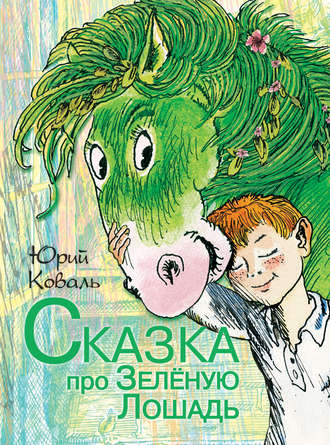 Юрий
Коваль
Сказка
про Зелёную
Лошадь